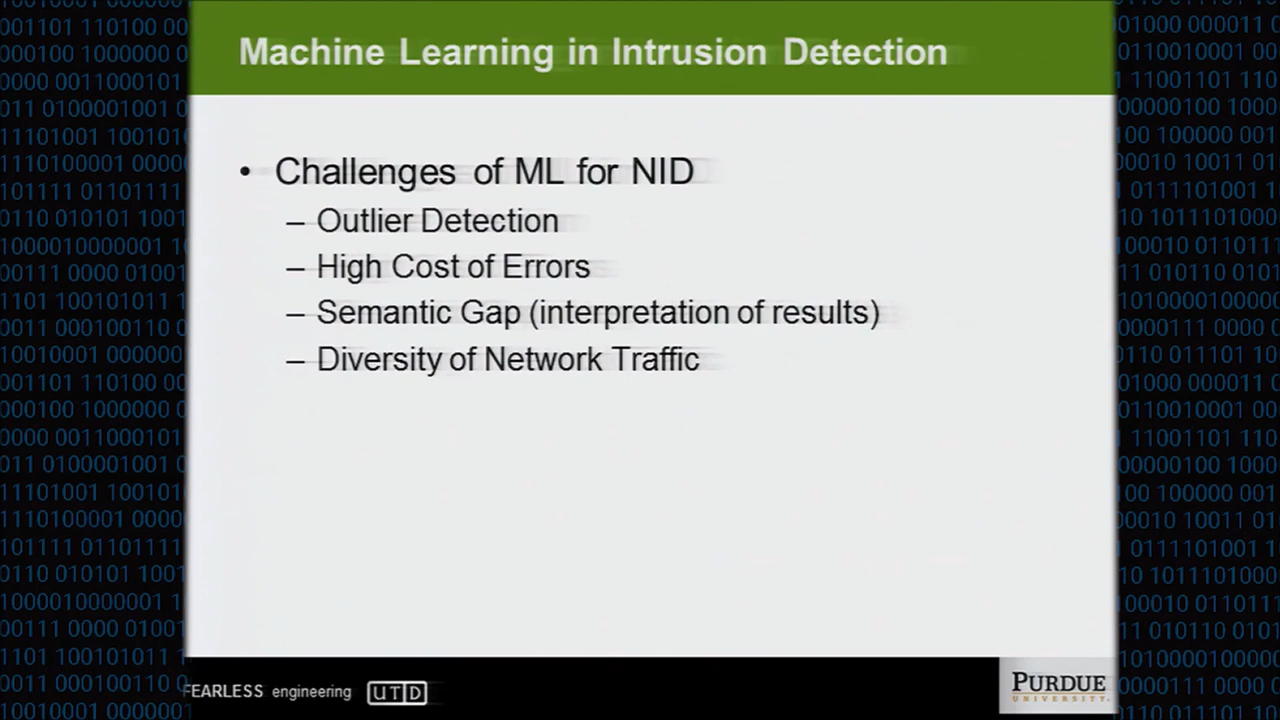 Machine Learning in Intrusion Detection
• Challenges of ML for NID
– Outlier Detection
– High Cost of Errors
– Semantic Gap (interpretation of results)
– Diversity of Network Traffic
FEARLESS engineering UTD
PURDUE
UNIVERSITY